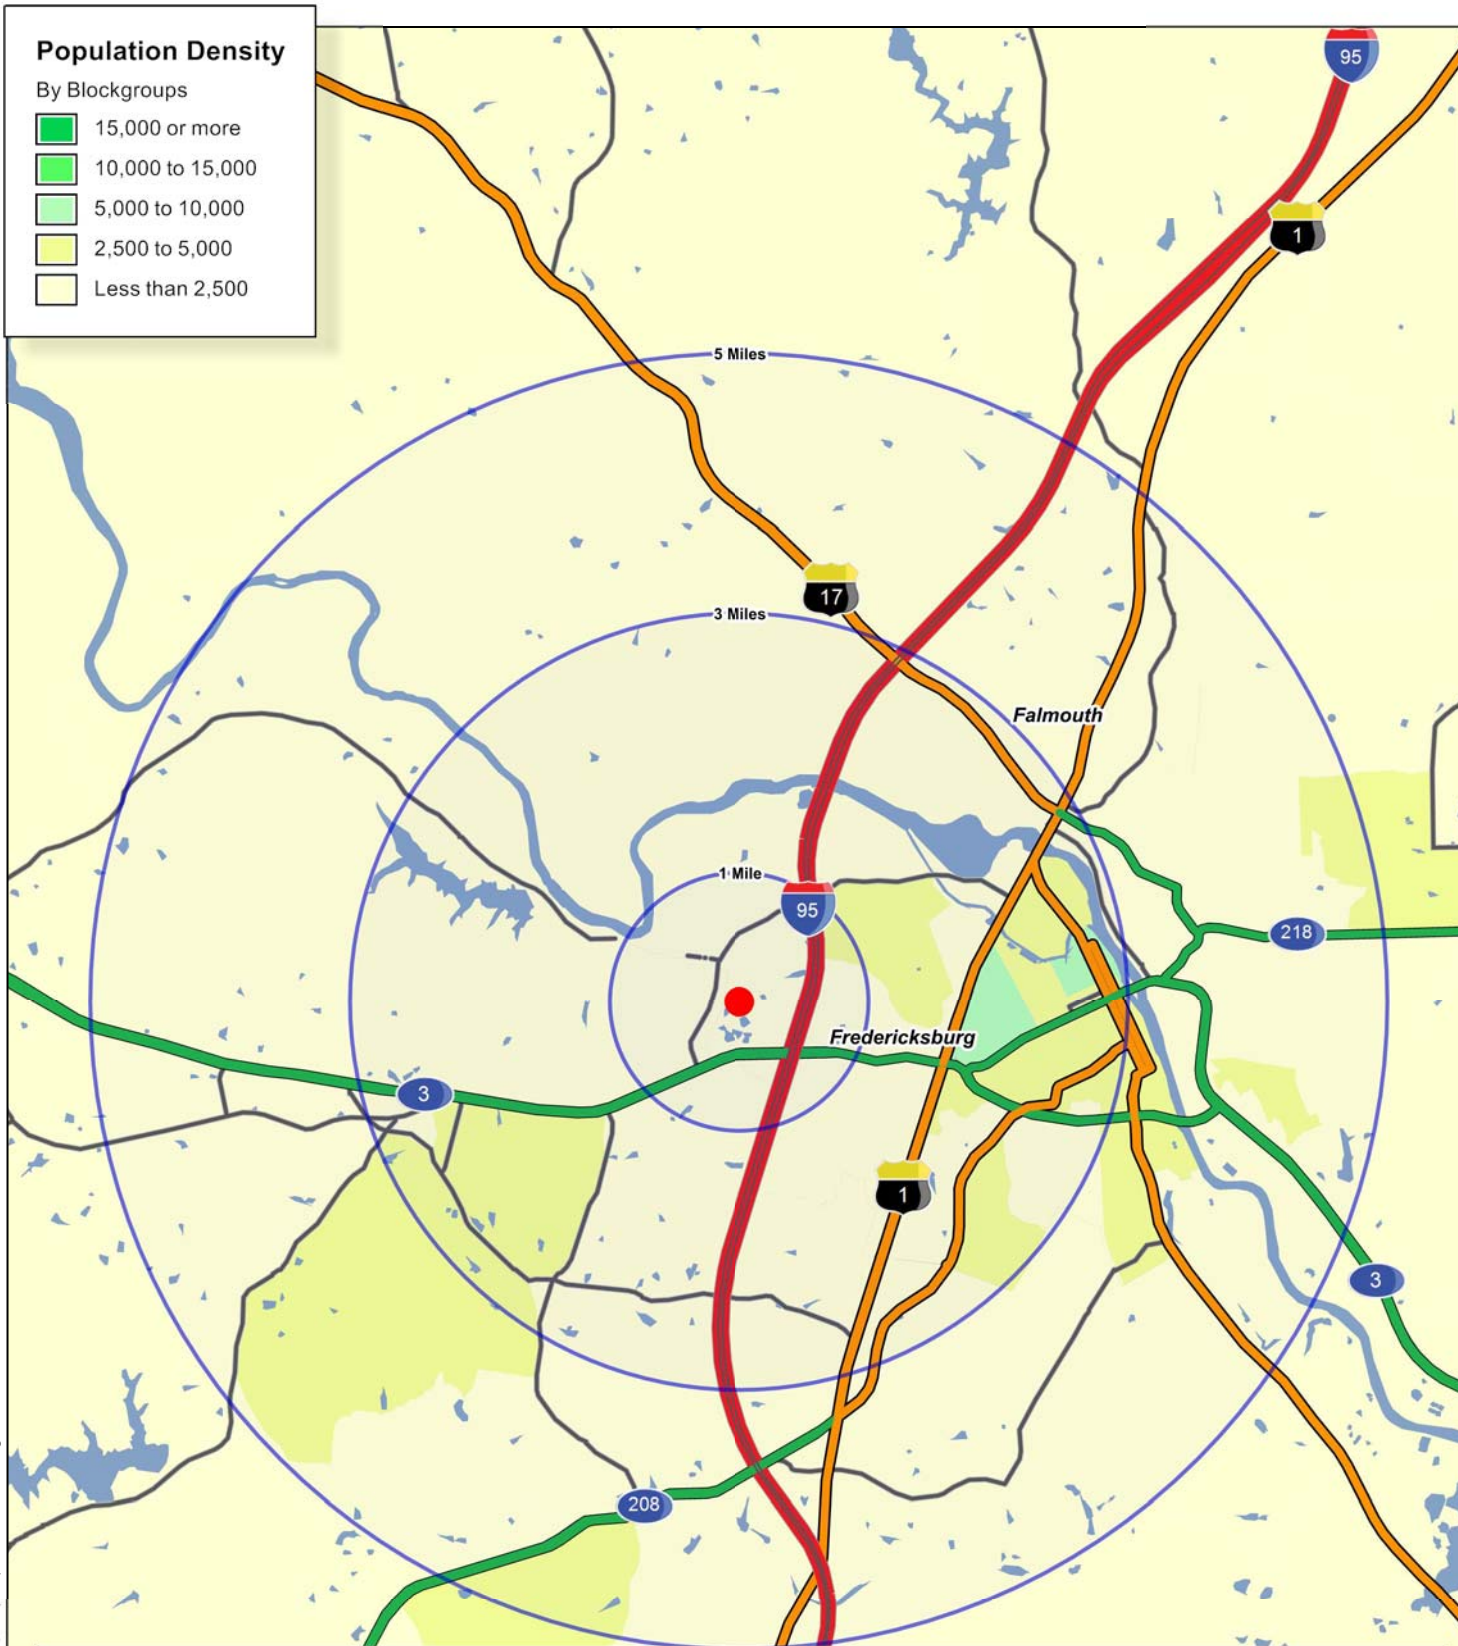 Population Density
By Blockgroups
15,000 or more
10,000 to 15,000
5,000 to 10,000
2,500 to 5,000
Less than 2,500
95
1
5 Miles
17
3 Miles
Falmouth
1 Mile
95
218
Fredericksburg
3
1
3
208